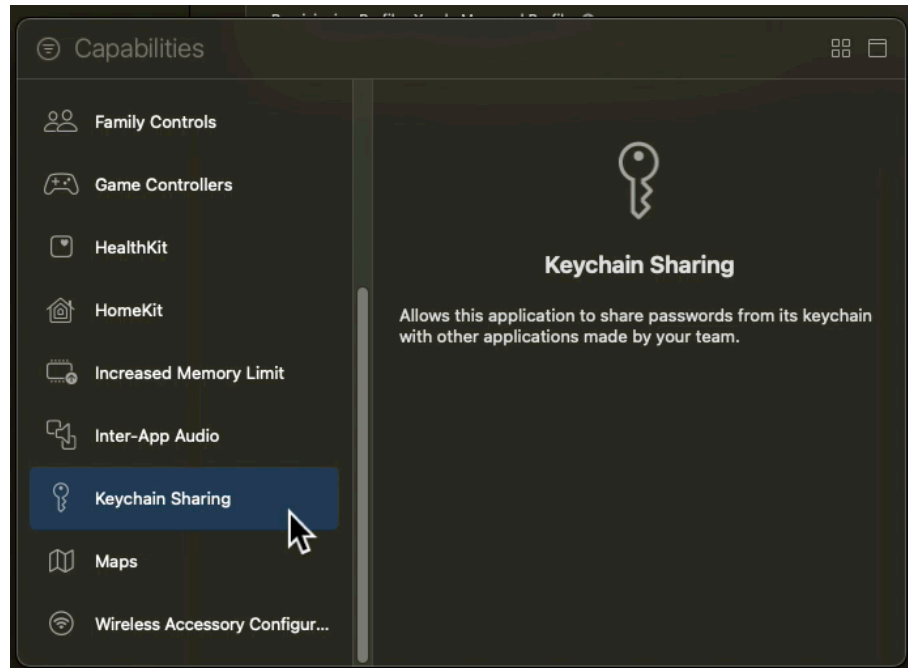 Capabilities
Family Controls
Game Controllers
HealthKit
HomeKit
Increased Memory Limit
Inter-App Audio
Keychain Sharing
Maps
Wireless Accessory Configur...
Keychain Sharing
Allows this application to share passwords from its keychain
with other applications made by your team.